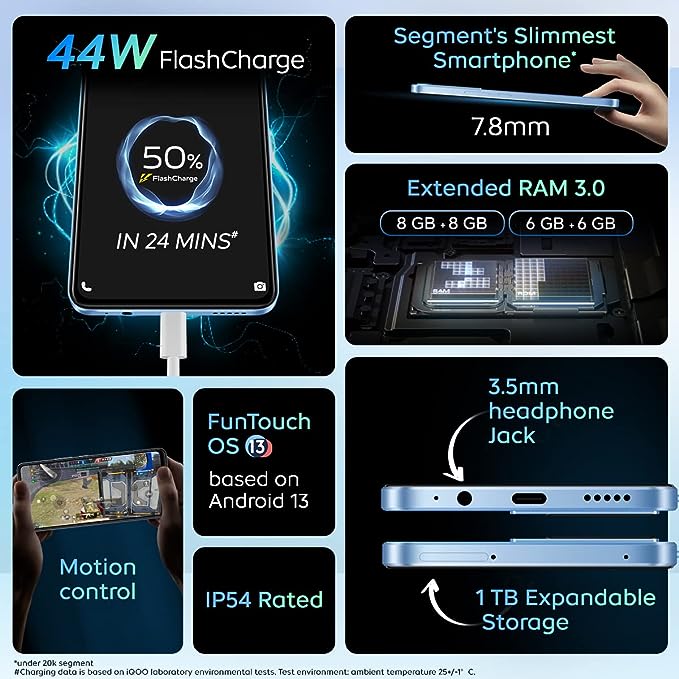 44W FlashCharge
50%
FlashCharge
IN 24 MINS#
Segment's Slimmest
Smartphone*
7.8mm
Extended RAM 3.0
8 GB + 8 GB
6 GB + 6 GB
RAM
ROM
Motion
control
FunTouch
OS 13
based on
Android 13
IP54 Rated
3.5mm
headphone
Jack
1 TB Expandable
Storage
*under 20k segment
#Charging data is based on iQOO laboratory environmental tests. Test environment: ambient temperature 25+/-1° C.